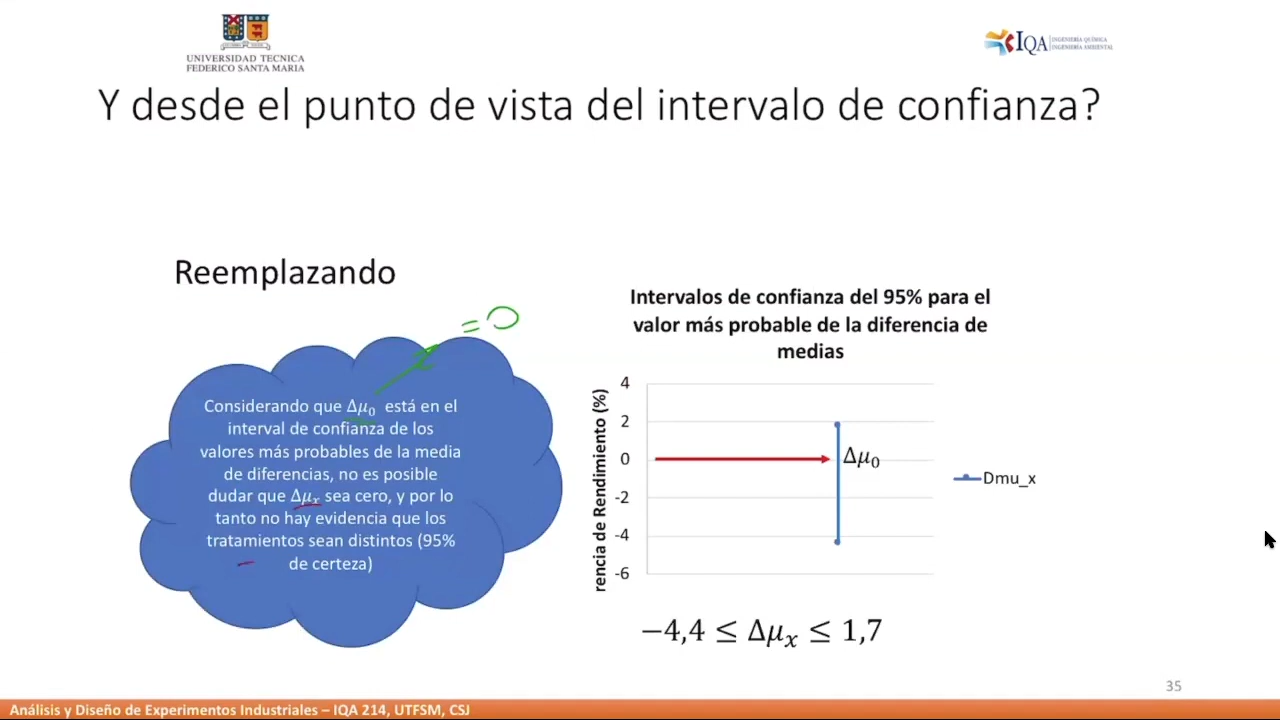 UNIVERSIDAD TECNICA
FEDERICO SANTA MARIA
IQA
INGENIERÍA QUÍMICA
INGENIERÍA AMBIENTAL
Y desde el punto de vista del intervalo de confianza?
Reemplazando
= 0
Considerando que Δμ₀ está en el
interval de confianza de los
valores más probables de la media
de diferencias, no es posible
dudar que Δμₓ sea cero, y por lo
tanto no hay evidencia que los
tratamientos sean distintos (95%
de certeza)
Intervalos de confianza del 95% para el
valor más probable de la diferencia de
medias
rencia de Rendimiento (%)
4
2
0
-2
-4
-6
Δμ₀
Dmu_x
−4,4 ≤ Δμₓ ≤ 1,7
35
Análisis y Diseño de Experimentos Industriales – IQA 214, UTFSM, CSJ